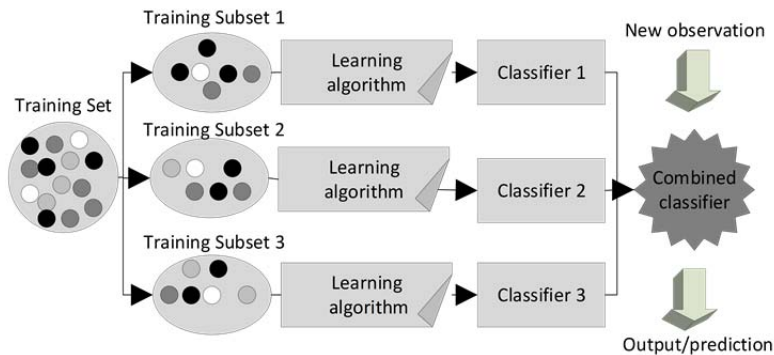 Training Subset 1
New observation
Learning
algorithm
Classifier 1
Training Set
Training Subset 2
Learning
algorithm
Classifier 2
Combined
classifier
Training Subset 3
Learning
algorithm
Classifier 3
Output/prediction